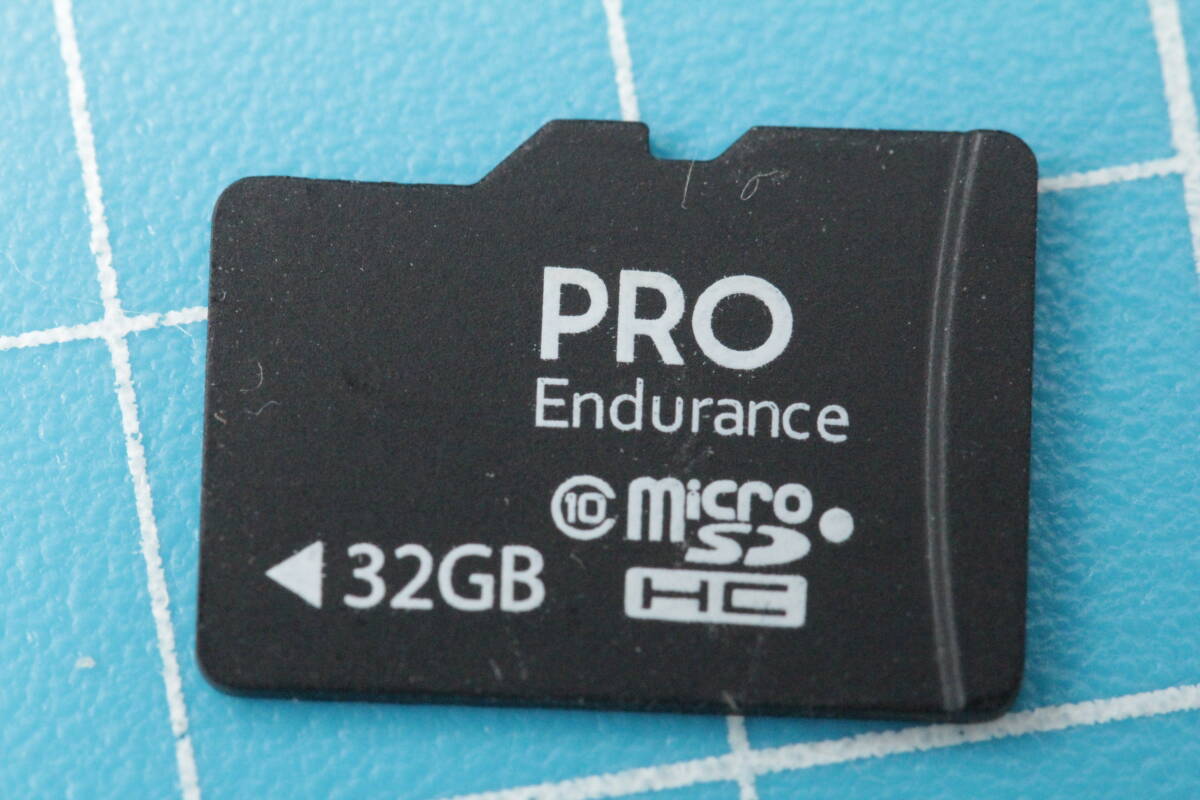 PRO
Endurance
10 micro
SD
HC
32GB